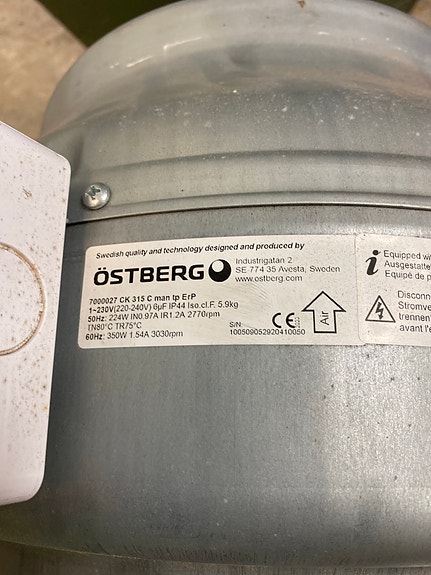 Swedish quality and technology designed and produced by
ÖSTBERG
Industrigatan 2
SE-774 35 Avesta, Sweden
www.ostberg.com
7000027 CK 315 C man tp ErP
1~230V(220-240V) 6µF IP44 Iso.cl.F. 5.9kg
50Hz: 224W IN0.97A IR1.2A 2770rpm
TN80°C TR75°C
60Hz: 350W 1.54A 3030rpm
S/N
100509052920410050
CE
Air
i
Equipped wi
Ausgestatte
Equipé de p
Disconn
Stromve
trennen
avant l'e